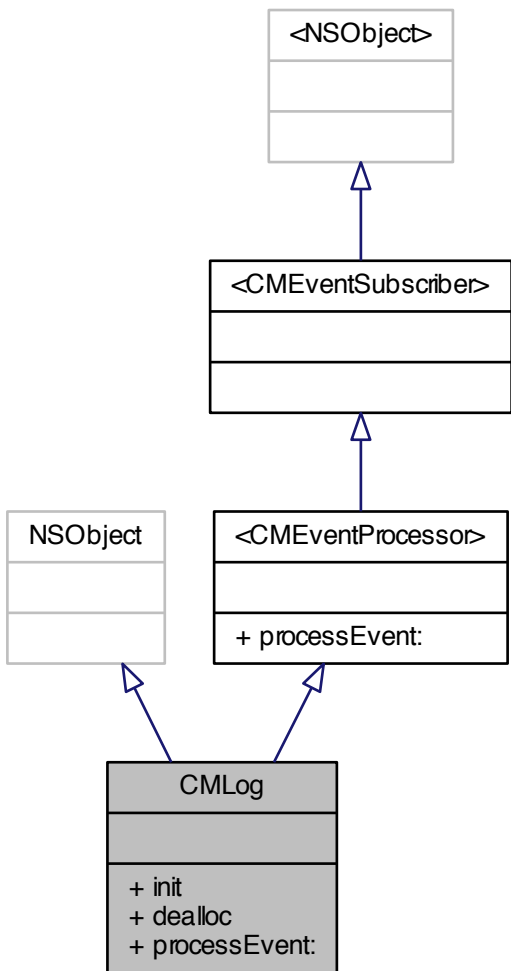 <NSObject>
<CMEventSubscriber>
NSObject
<CMEventProcessor>
+ processEvent:
CMLog
+ init
+ dealloc
+ processEvent: